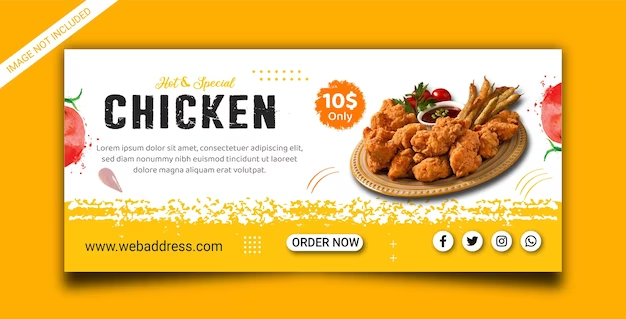 IMAGE NOT INCLUDED
Hot & Special
CHICKEN
10$
Only
Lorem ipsum dolor sit amet, consectetuer adipiscing elit,
sed diam nonummy nibh euismod tincidunt ut laoreet
dolore magna aliquam erat volutpat.
www.webaddress.com
ORDER NOW